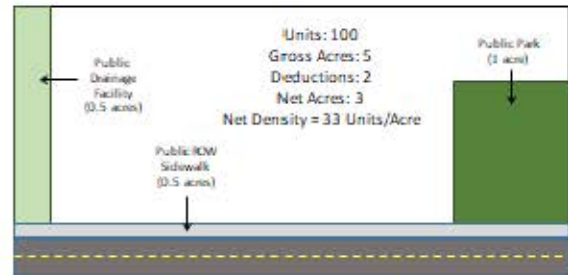 Units: 100
Gross Acres: 5
Deductions: 2
Net Acres: 3
Net Density = 33 Units/Acre
Public
Drainage
Facility
(0.5 acres)
Public Park
(1 acre)
Public ROW
Sidewalk
(0.5 acres)